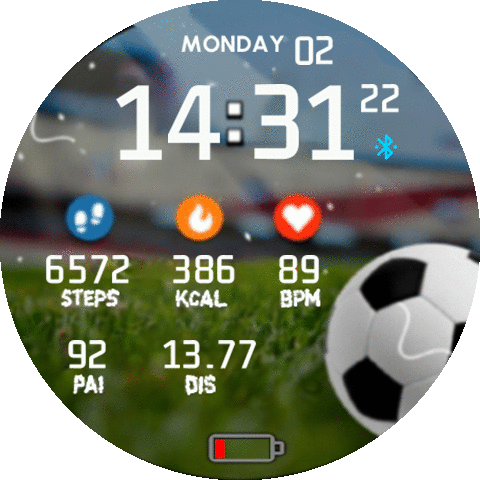 MONDAY 02
14:31 22
6572 386 89
STEPS KCAL BPM
92 13.77
PAI DIS